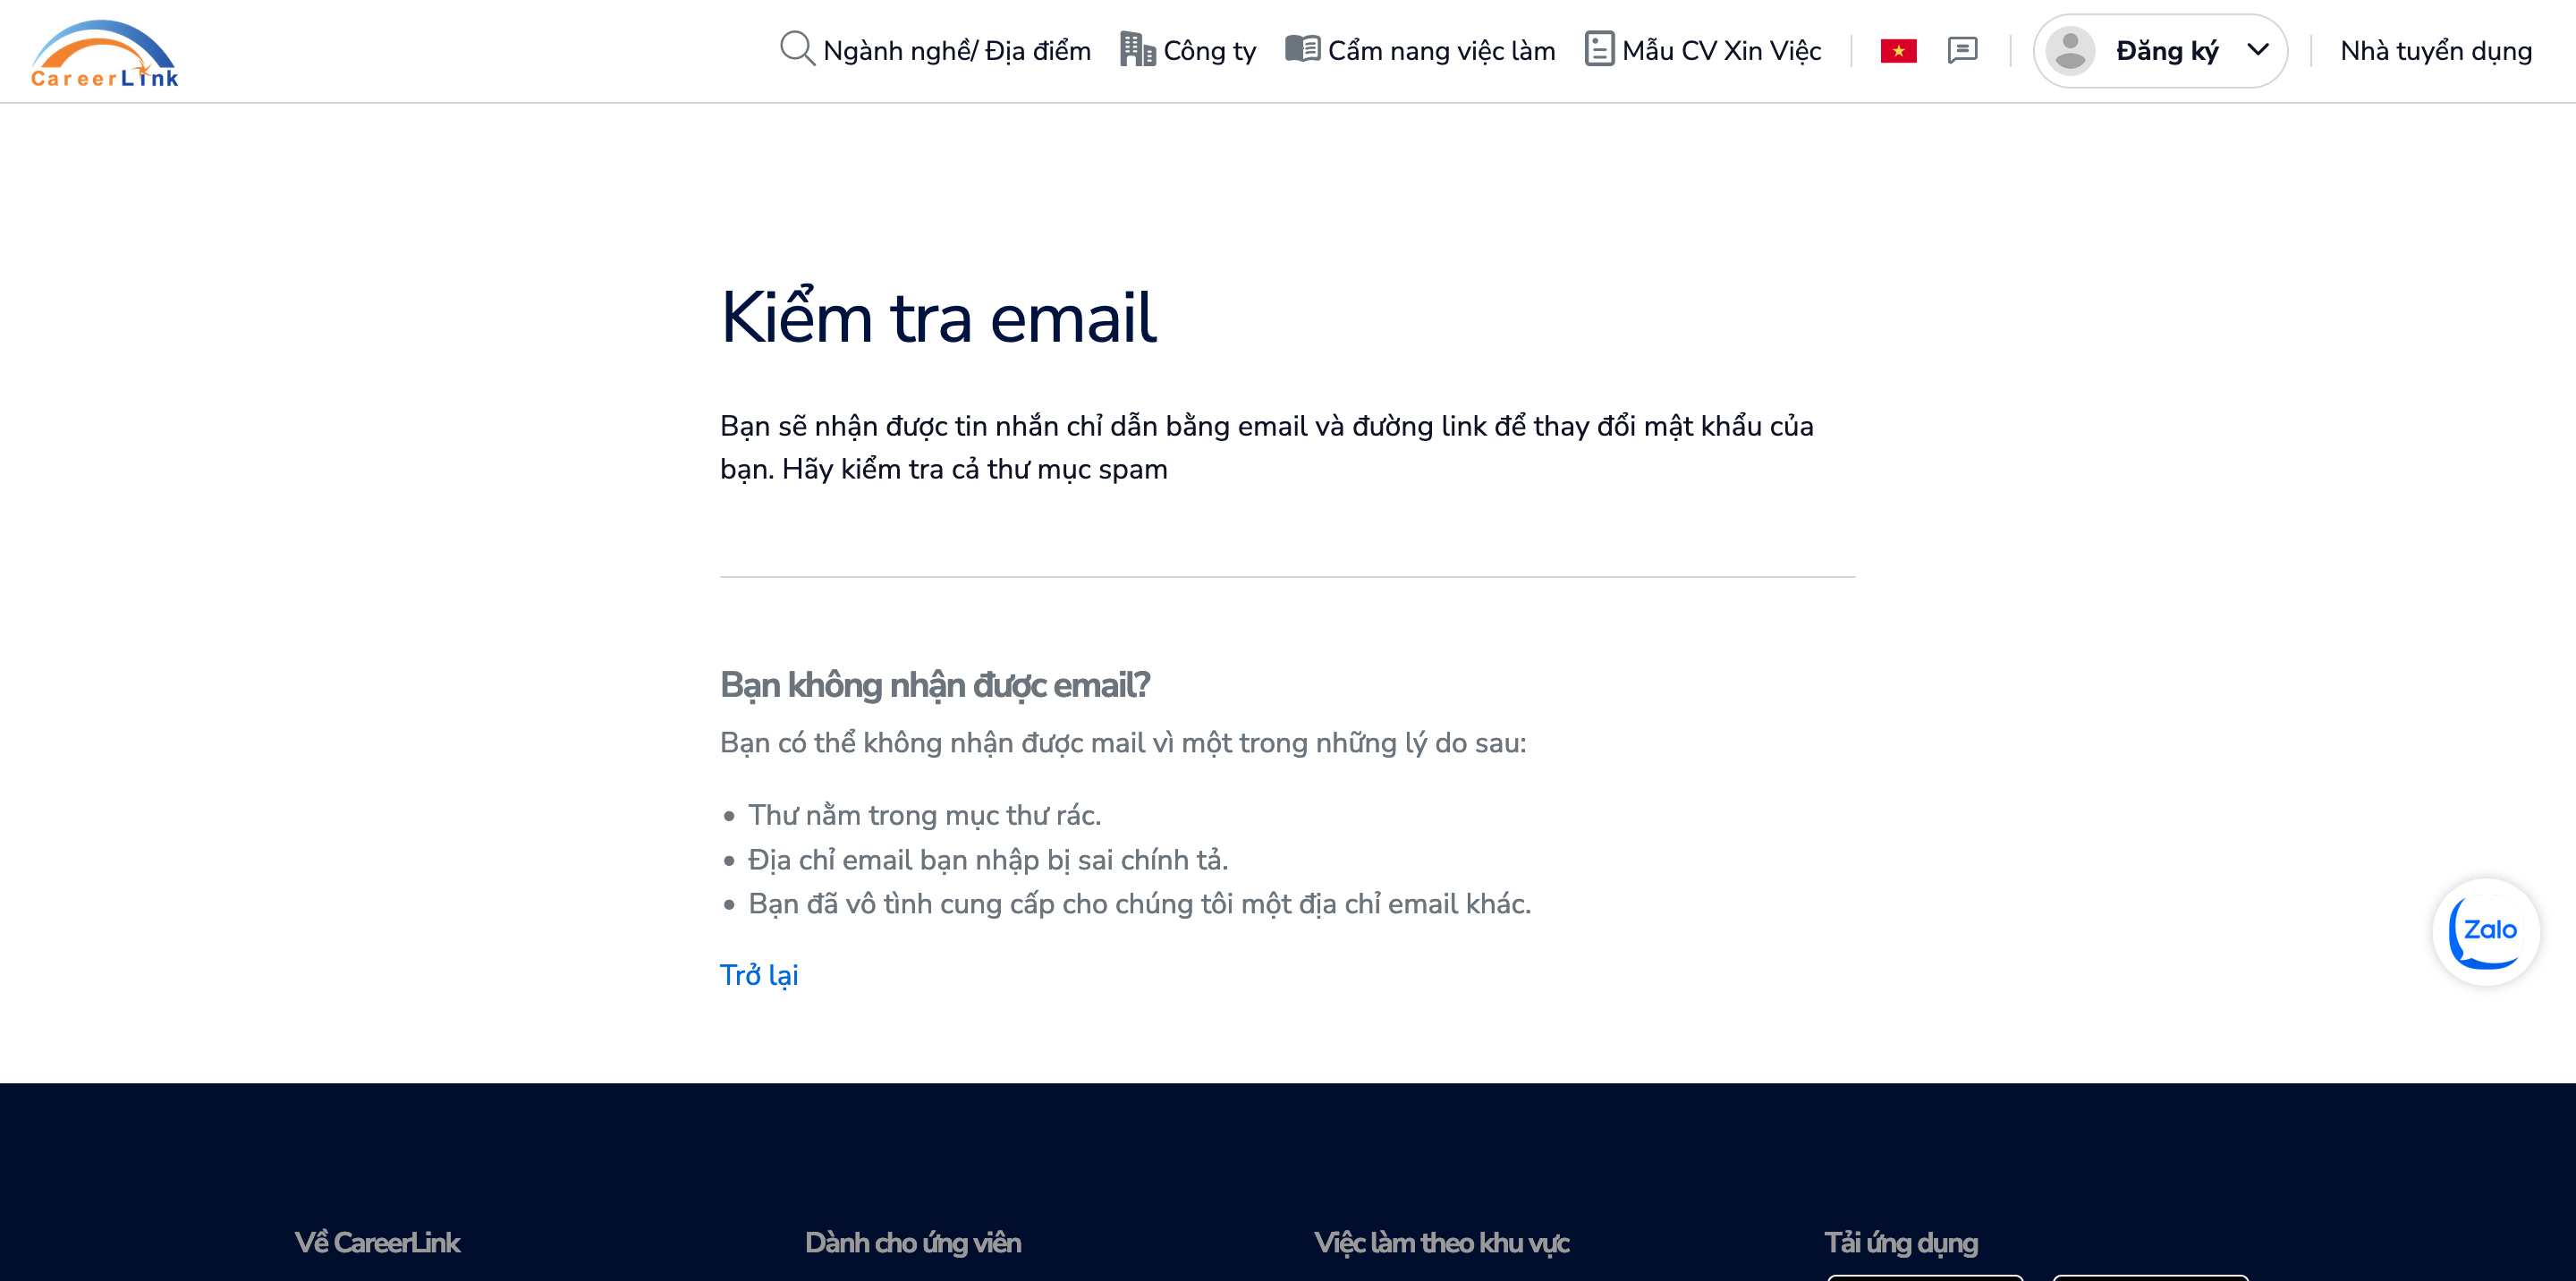 CareerLink
Ngành nghề/ Địa điểm
Công ty
Cẩm nang việc làm
Mẫu CV Xin Việc
Đăng ký
Nhà tuyển dụng
Kiểm tra email
Bạn sẽ nhận được tin nhắn chỉ dẫn bằng email và đường link để thay đổi mật khẩu của
bạn. Hãy kiểm tra cả thư mục spam
Bạn không nhận được email?
Bạn có thể không nhận được mail vì một trong những lý do sau:
• Thư nằm trong mục thư rác.
• Địa chỉ email bạn nhập bị sai chính tả.
• Bạn đã vô tình cung cấp cho chúng tôi một địa chỉ email khác.
Trở lại
Zalo
Về CareerLink
Dành cho ứng viên
Việc làm theo khu vực
Tải ứng dụng